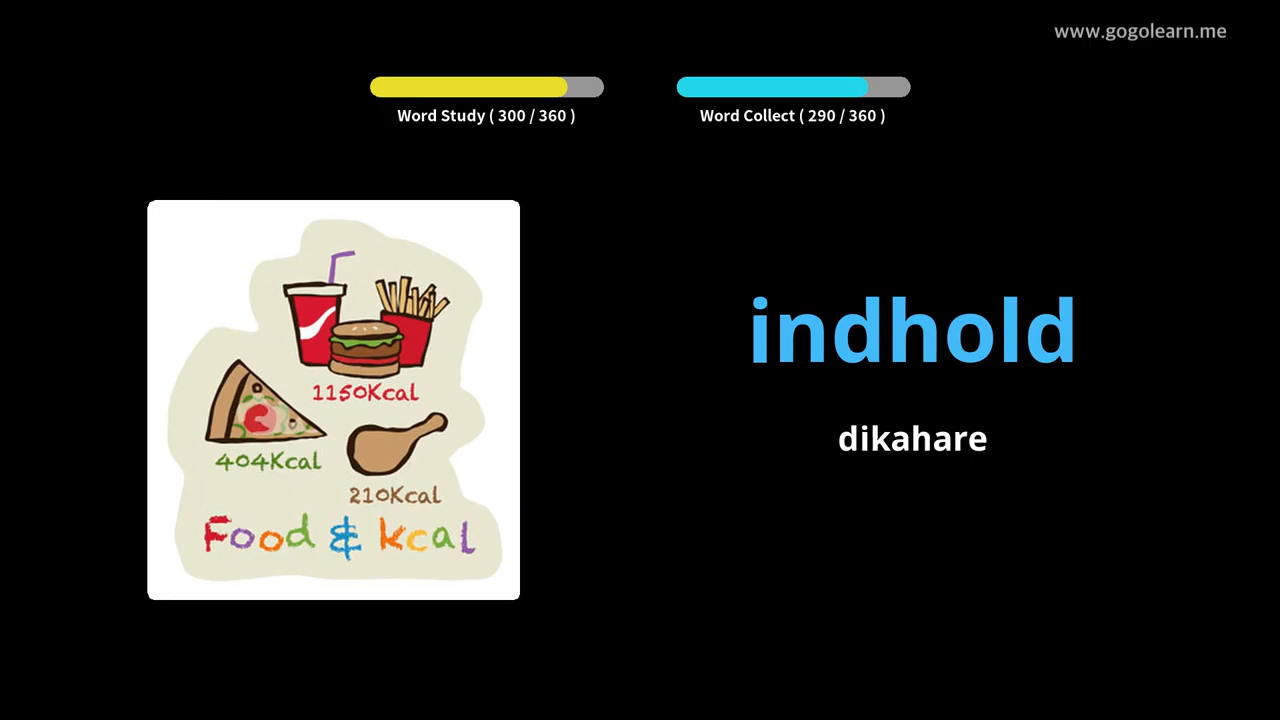 www.gogolearn.me
Word Study ( 300 / 360 )
Word Collect ( 290 / 360 )
1150Kcal
404Kcal
210Kcal
Food & kcal
indhold
dikahare